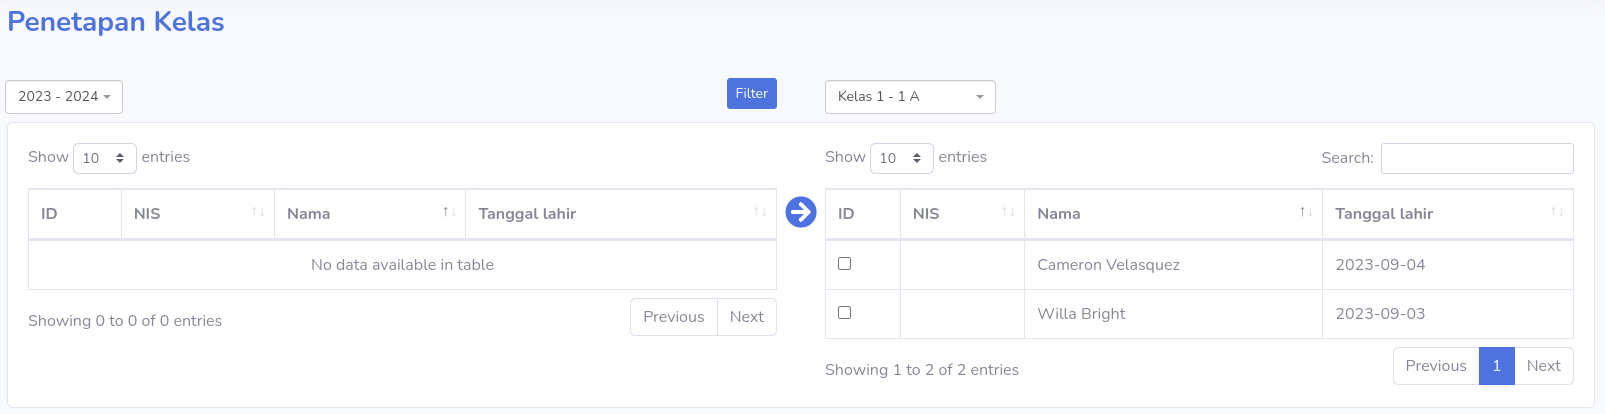 Penetapan Kelas
2023 - 2024
Filter
Kelas 1 - 1 A
Show 10 entries
ID NIS Nama Tanggal lahir
No data available in table
Showing 0 to 0 of 0 entries
Previous Next
Show 10 entries
Search:
ID NIS Nama Tanggal lahir
Cameron Velasquez 2023-09-04
Willa Bright 2023-09-03
Showing 1 to 2 of 2 entries
Previous 1 Next